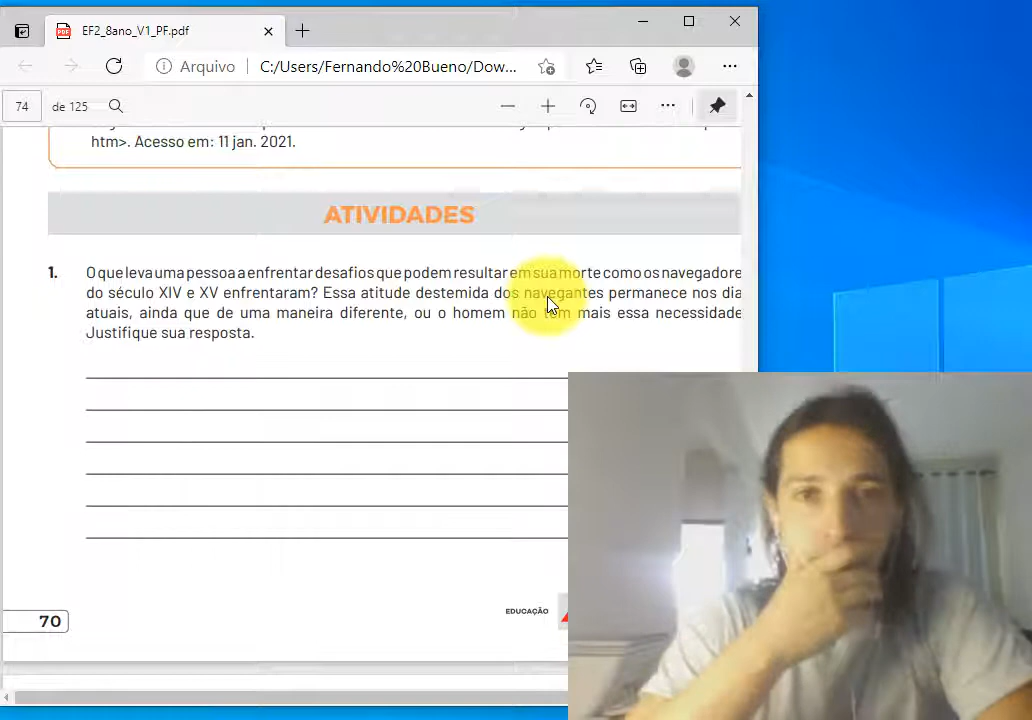 EF2_8ano_V1_PF.pdf
Arquivo
C:/Users/Fernando%20Bueno/Dow...
74
de 125
htm>. Acesso em: 11 jan. 2021.
ATIVIDADES
1. O que leva uma pessoa a enfrentar desafios que podem resultar em sua morte como os navegadore
do século XIV e XV enfrentaram? Essa atitude destemida dos navegantes permanece nos dia
atuais, ainda que de uma maneira diferente, ou o homem não tem mais essa necessidade
Justifique sua resposta.
70
EDUCAÇÃO